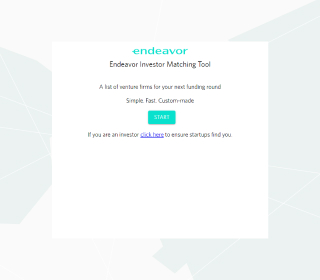 endeavor
Endeavor Investor Matching Tool
A list of venture firms for your next funding round
Simple. Fast. Custom-made
START
If you are an investor click here to ensure startups find you.